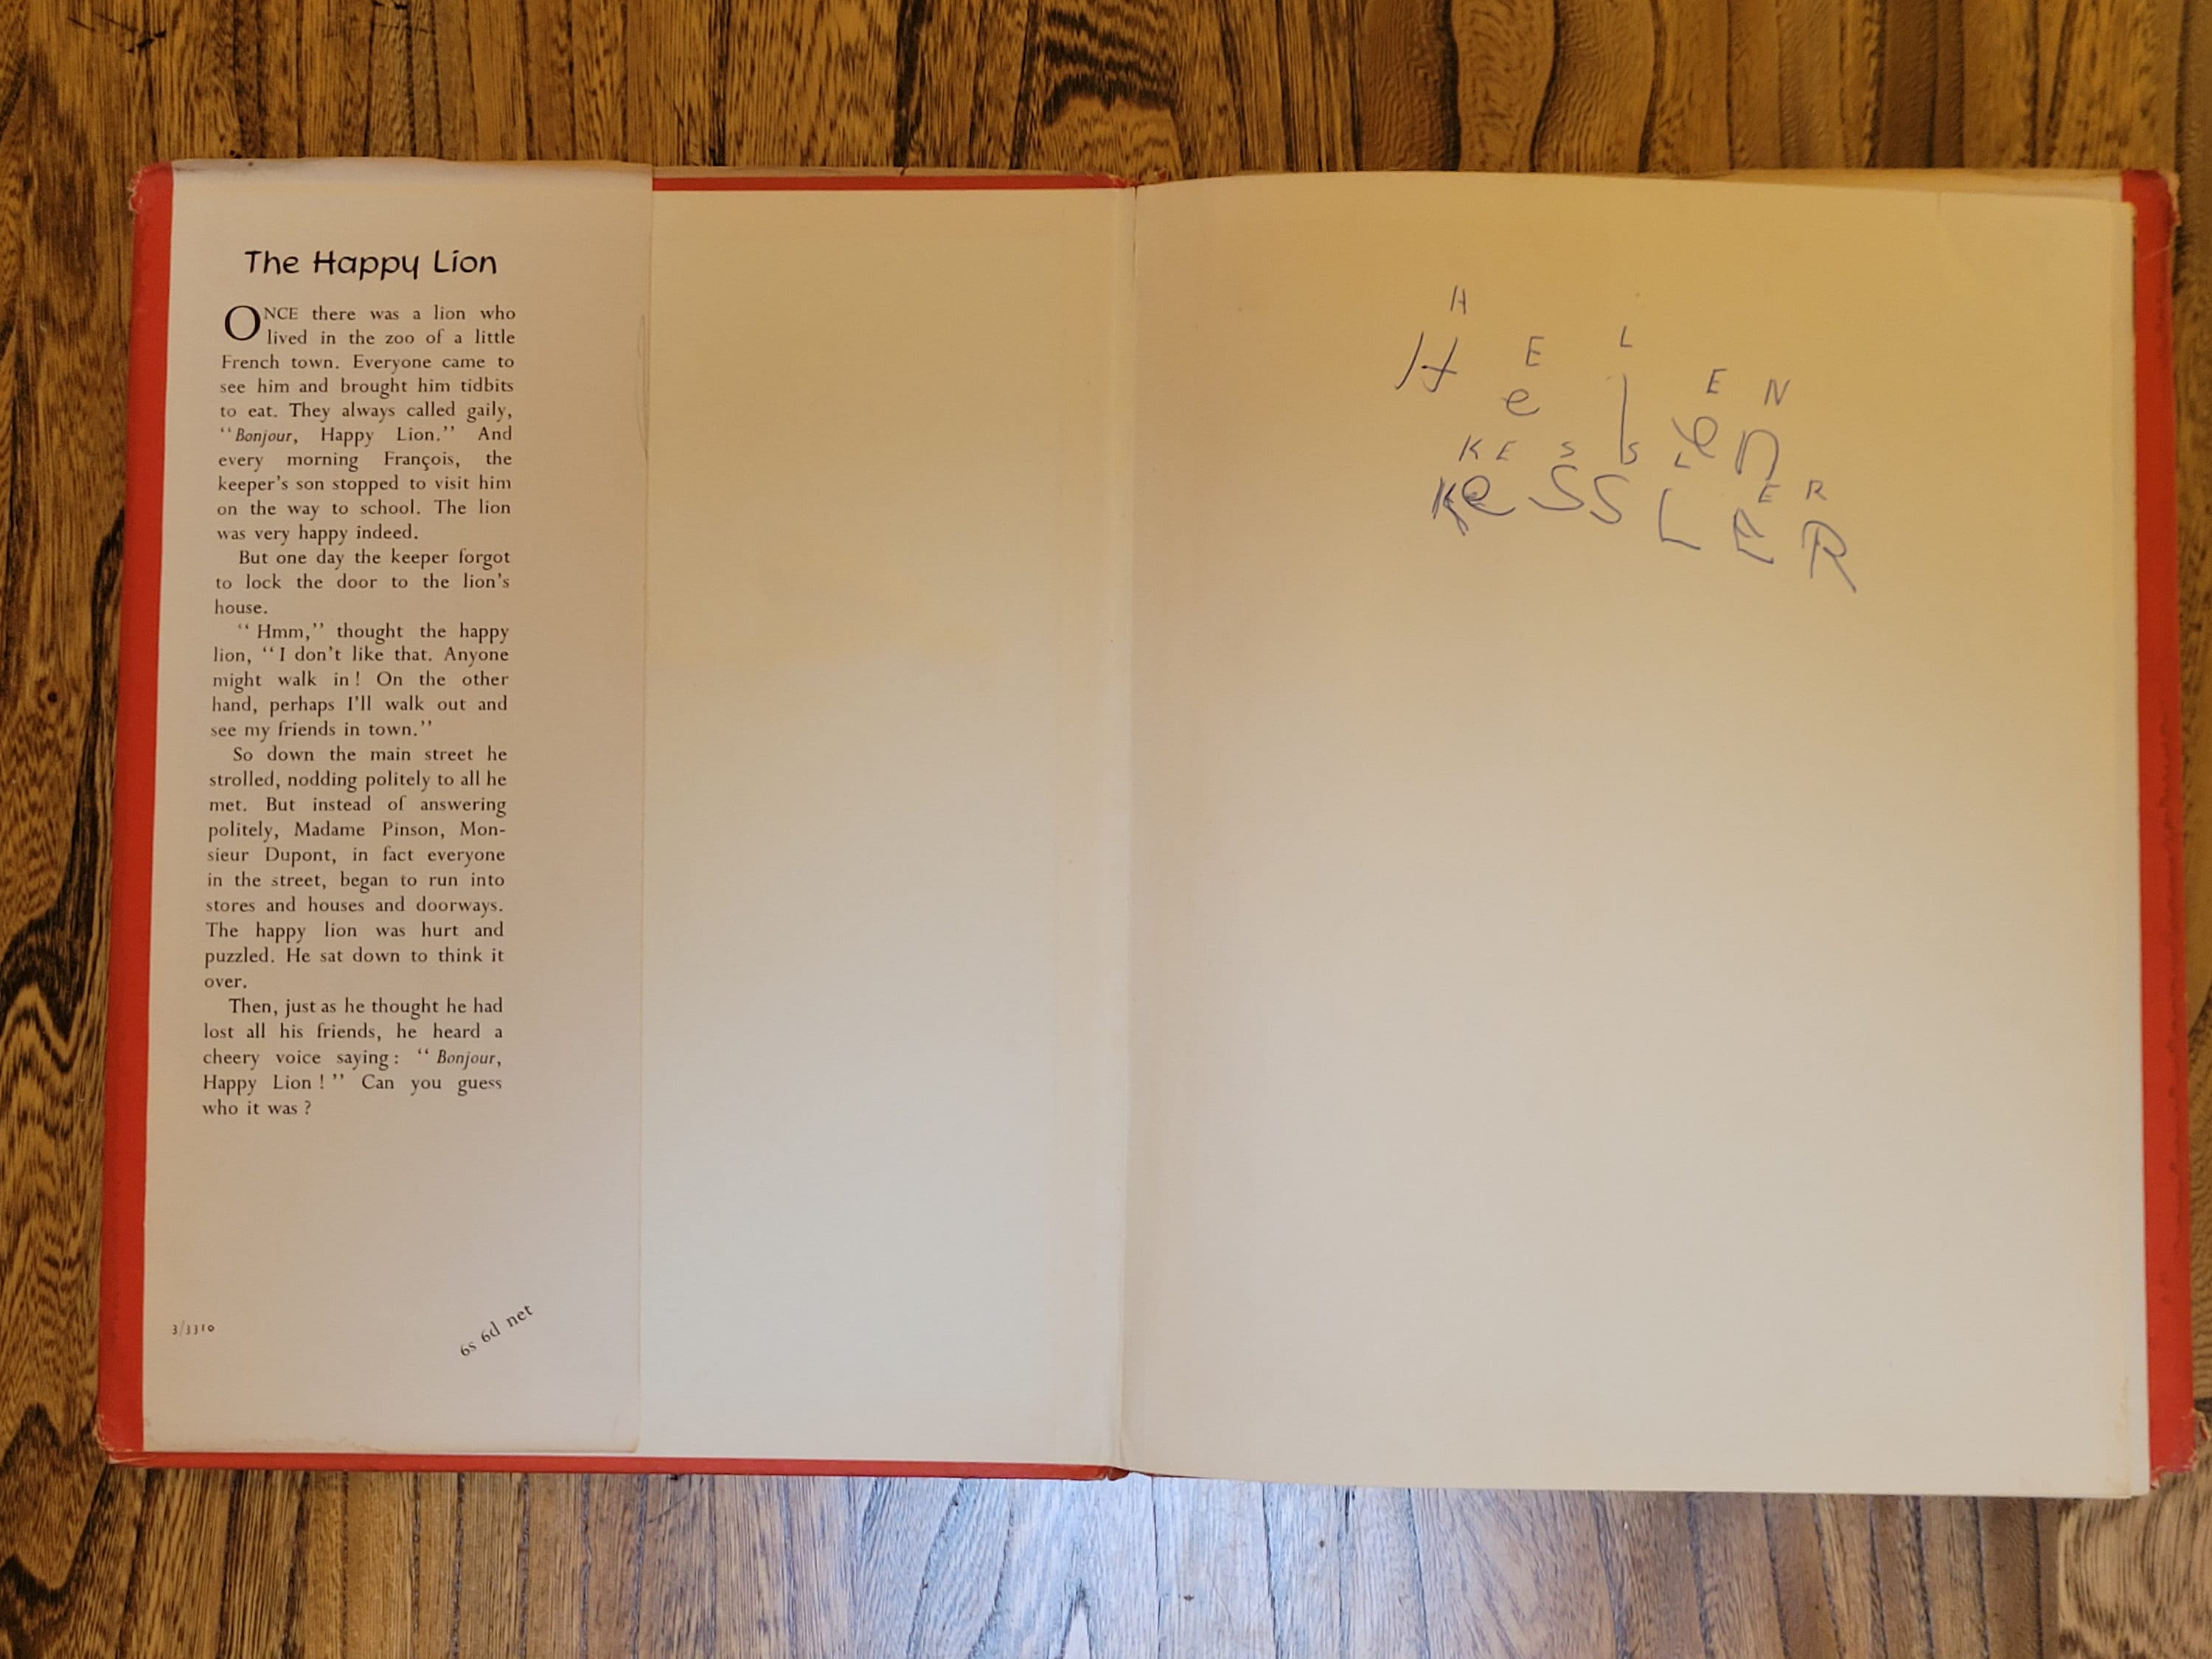 The Happy Lion
ONCE there was a lion who
lived in the zoo of a little
French town. Everyone came to
see him and brought him tidbits
to eat. They always called gaily,
“Bonjour, Happy Lion.” And
every morning François, the
keeper's son stopped to visit him
on the way to school. The lion
was very happy indeed.
But one day the keeper forgot
to lock the door to the lion's
house.
“Hmm,” thought the happy
lion, “I don't like that. Anyone
might walk in! On the other
hand, perhaps I'll walk out and
see my friends in town.”
So down the main street he
strolled, nodding politely to all he
met. But instead of answering
politely, Madame Pinson, Mon-
sieur Dupont, in fact everyone
in the street, began to run into
stores and houses and doorways.
The happy lion was hurt and
puzzled. He sat down to think it
over.
Then, just as he thought he had
lost all his friends, he heard a
cheery voice saying: “Bonjour,
Happy Lion!” Can you guess
who it was?
3/3310
6s 6d net
H E L E N
H e l e n
K E S S L E R
Ke S S L E R